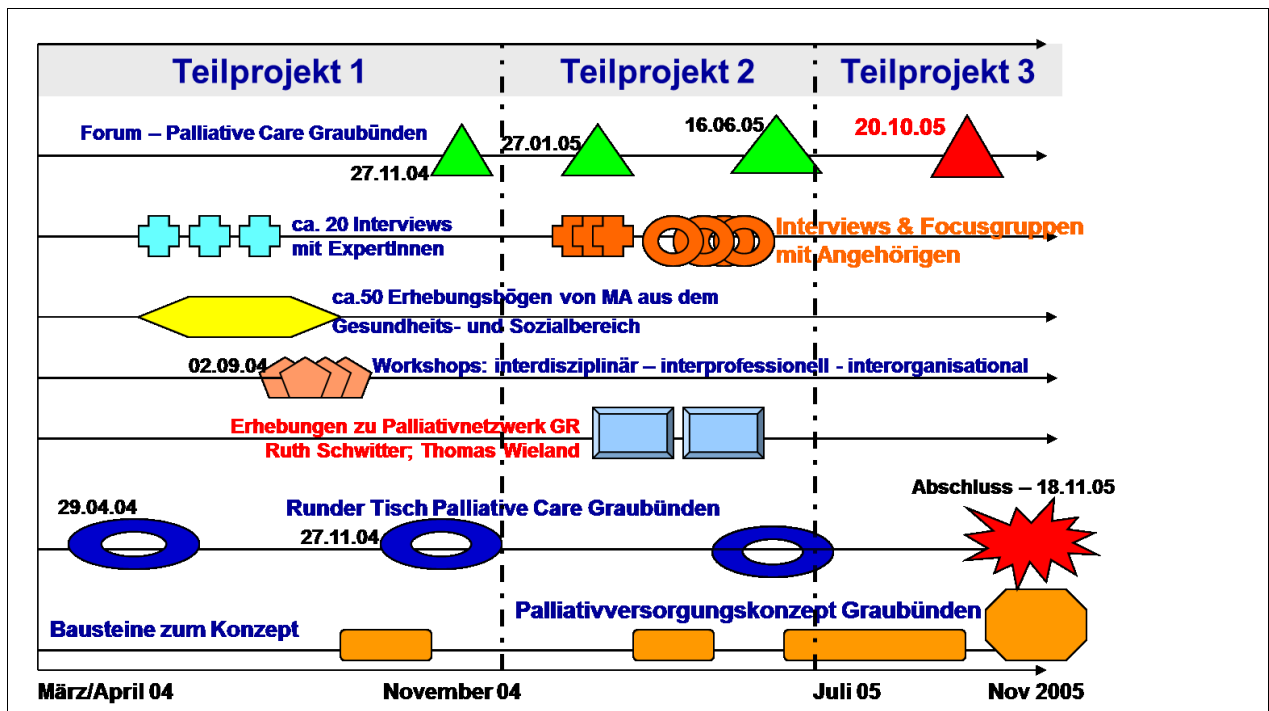 Teilprojekt 1
Teilprojekt 2
Teilprojekt 3
Forum – Palliative Care Graubünden
27.11.04
27.01.05
16.06.05
20.10.05
ca. 20 Interviews
mit ExpertInnen
Interviews & Focusgruppen
mit Angehörigen
ca.50 Erhebungsbögen von MA aus dem
Gesundheits- und Sozialbereich
02.09.04
Workshops: interdisziplinär – interprofessionell - interorganisational
Erhebungen zu Palliativnetzwerk GR
Ruth Schwitter; Thomas Wieland
29.04.04
Runder Tisch Palliative Care Graubünden
27.11.04
Abschluss – 18.11.05
Bausteine zum Konzept
Palliativversorgungskonzept Graubünden
März/April 04
November 04
Juli 05
Nov 2005